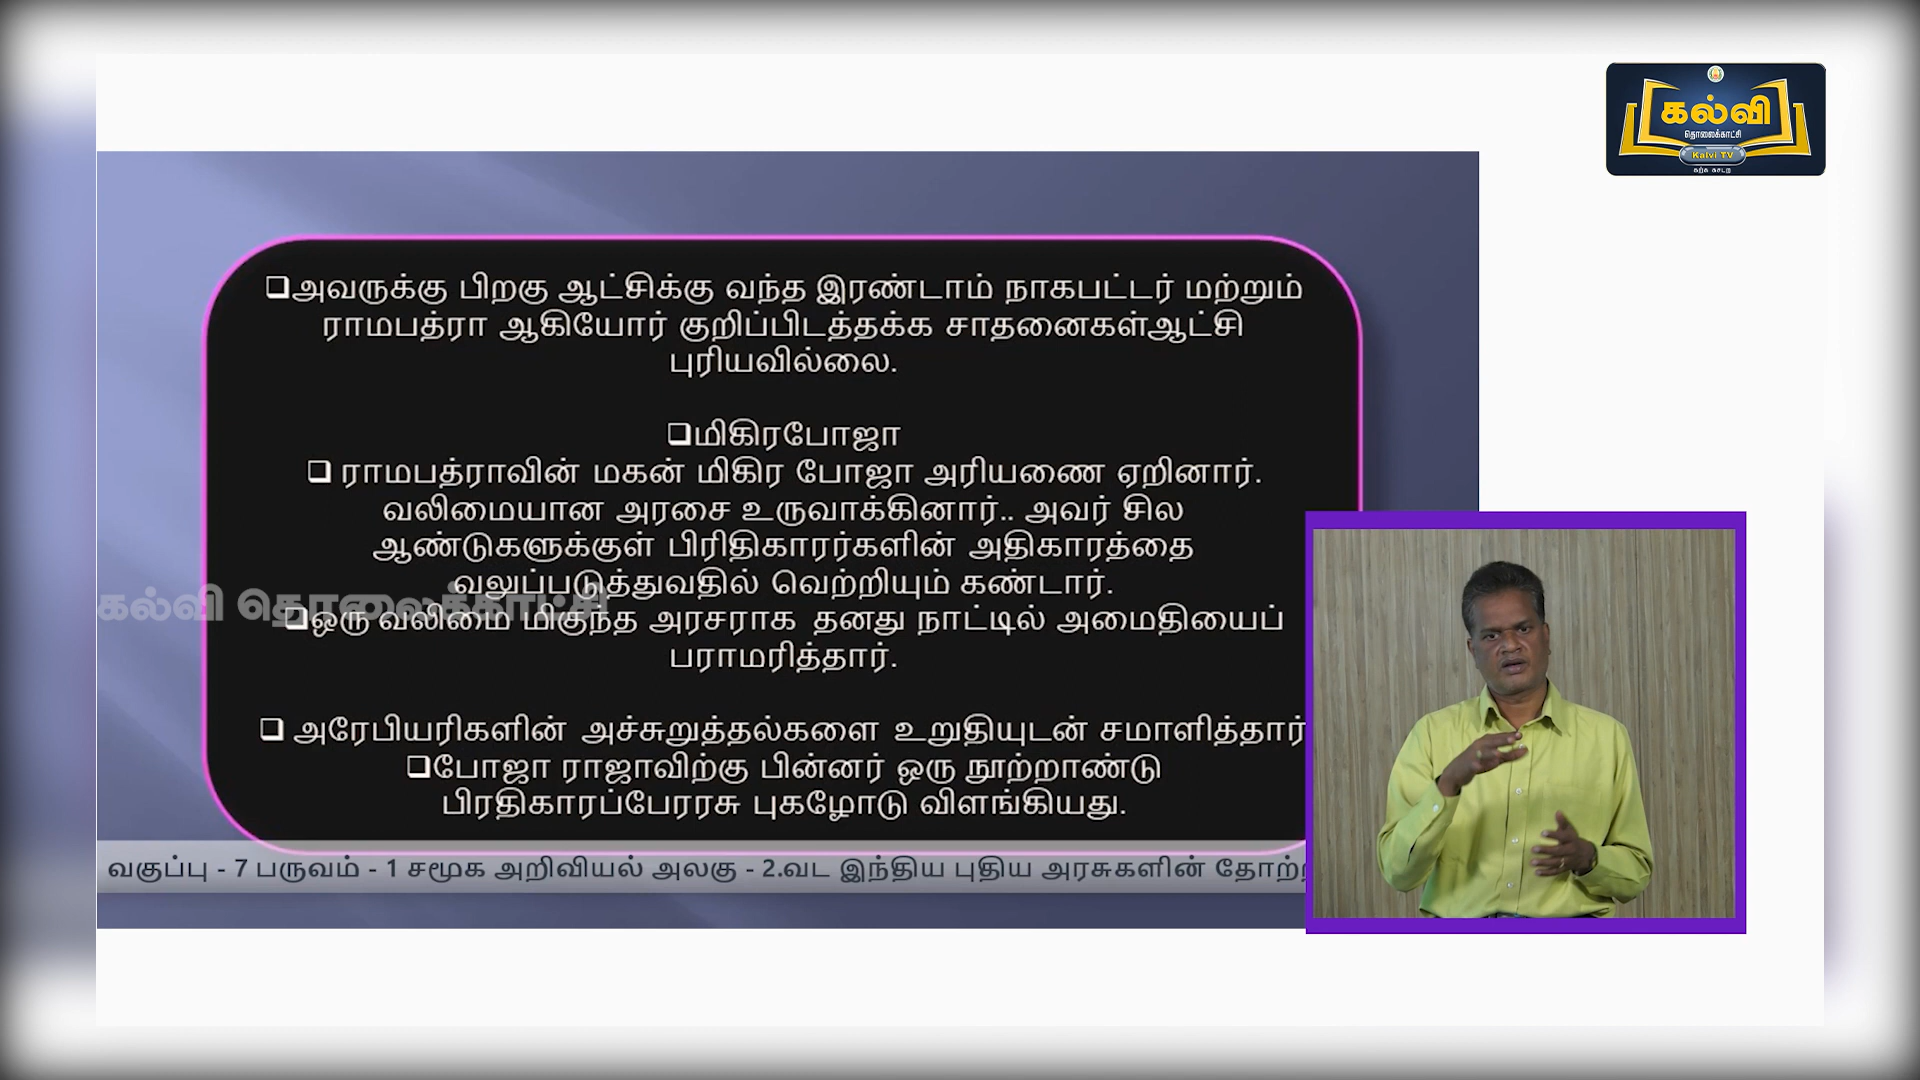 கல்வி
தொலைக்காட்சி
Kalvi TV
கற்க கசடற
❑அவருக்கு பிறகு ஆட்சிக்கு வந்த இரண்டாம் நாகபட்டர் மற்றும்
ராமபத்ரா ஆகியோர் குறிப்பிடத்தக்க சாதனைகள்ஆட்சி
புரியவில்லை.
❑மிகிரபோஜா
❑ ராமபத்ராவின் மகன் மிகிர போஜா அரியணை ஏறினார்.
வலிமையான அரசை உருவாக்கினார்.. அவர் சில
ஆண்டுகளுக்குள் பிரிதிகாரர்களின் அதிகாரத்தை
வலுப்படுத்துவதில் வெற்றியும் கண்டார்.
கல்வி தொலைக்காட்சி
❑ஒரு வலிமை மிகுந்த அரசராக தனது நாட்டில் அமைதியைப்
பராமரித்தார்.
❑ அரேபியரிகளின் அச்சுறுத்தல்களை உறுதியுடன் சமாளித்தார்
❑போஜா ராஜாவிற்கு பின்னர் ஒரு நூற்றாண்டு
பிரதிகாரப்பேரரசு புகழோடு விளங்கியது.
வகுப்பு - 7 பருவம் - 1 சமூக அறிவியல் அலகு - 2.வட இந்திய புதிய அரசுகளின்